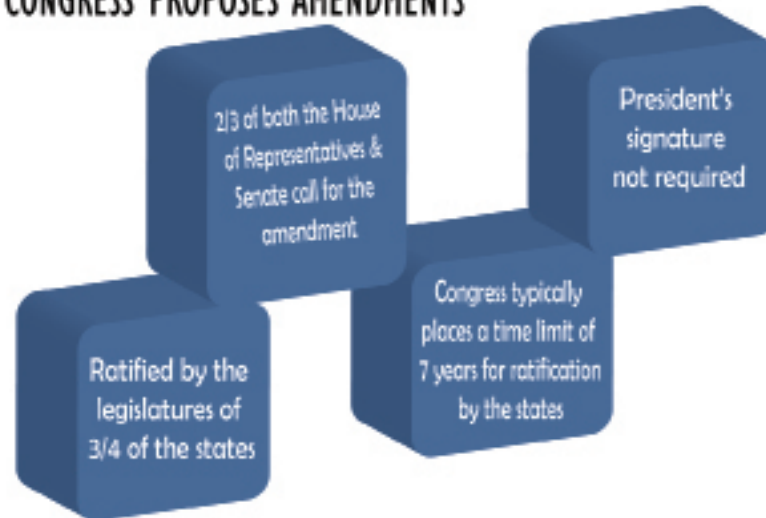 CONGRESS PROPOSES AMENDMENTS
2/3 of both the House
of Representatives &
Senate call for the
amendment
President's
signature
not required
Ratified by the
legislatures of
3/4 of the states
Congress typically
places a time limit of
7 years for ratification
by the states